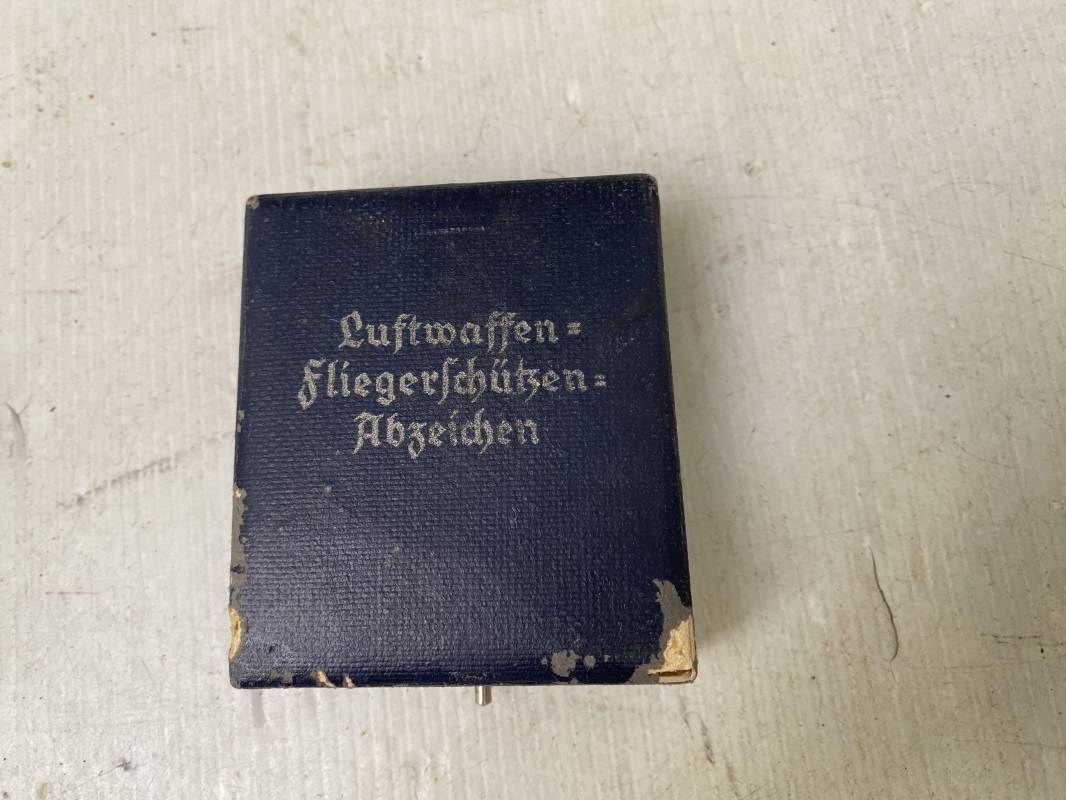 Luftwaffen=
Fliegerſchützen=
Abzeichen